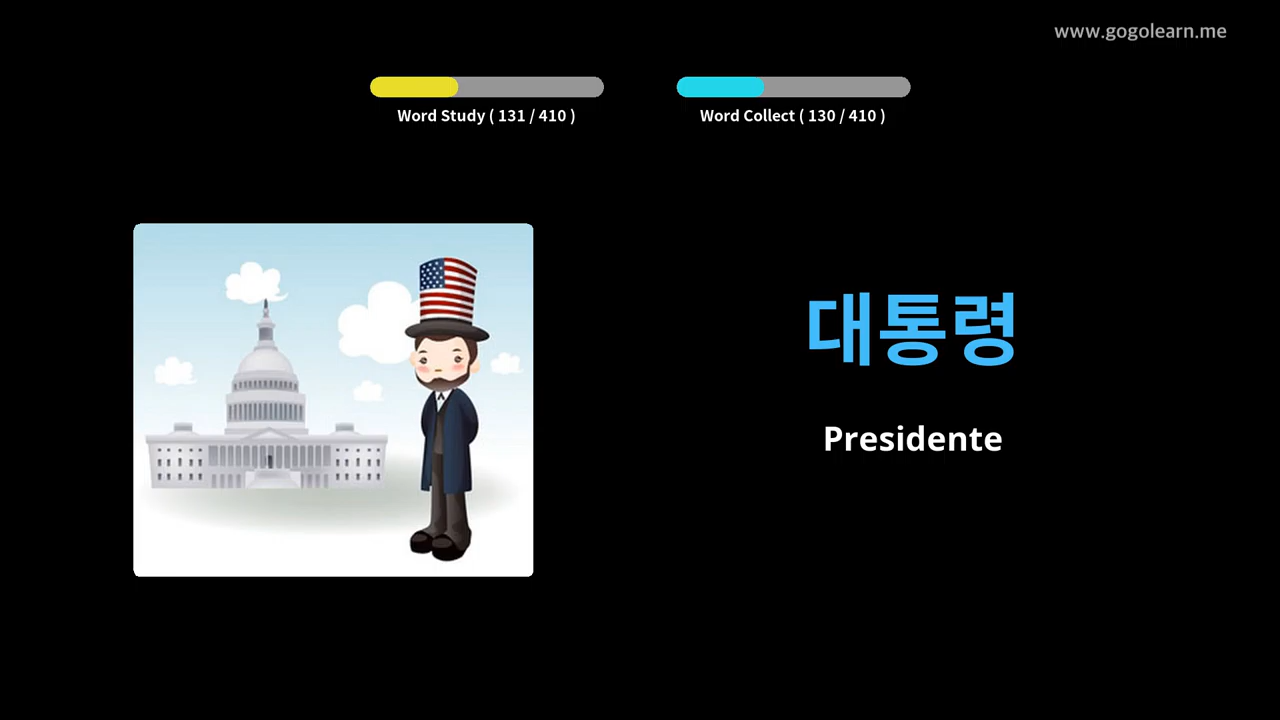 www.gogolearn.me
Word Study ( 131 / 410 )
Word Collect ( 130 / 410 )
대통령
Presidente